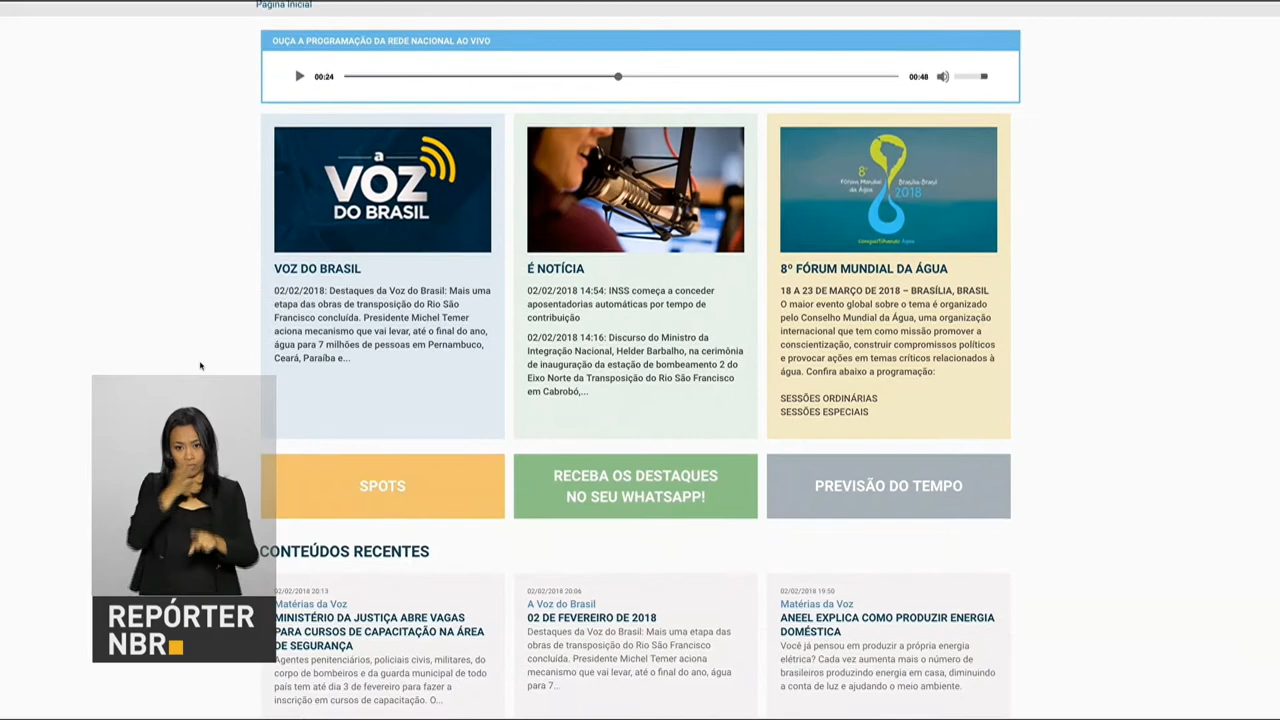 Página Inicial
OUÇA A PROGRAMAÇÃO DA REDE NACIONAL AO VIVO
00:24
00:48
a
VOZ
DO BRASIL
8º
Fórum Mundial
da Água
Brasília Brasil
2018
Compartilhando Água
VOZ DO BRASIL
02/02/2018: Destaques da Voz do Brasil: Mais uma
etapa das obras de transposição do Rio São
Francisco concluída. Presidente Michel Temer
aciona mecanismo que vai levar, até o final do ano,
água para 7 milhões de pessoas em Pernambuco,
Ceará, Paraíba e...
É NOTÍCIA
02/02/2018 14:54: INSS começa a conceder
aposentadorias automáticas por tempo de
contribuição
02/02/2018 14:16: Discurso do Ministro da
Integração Nacional, Helder Barbalho, na cerimônia
de inauguração da estação de bombeamento 2 do
Eixo Norte da Transposição do Rio São Francisco
em Cabrobó,...
8º FÓRUM MUNDIAL DA ÁGUA
18 A 23 DE MARÇO DE 2018 – BRASÍLIA, BRASIL
O maior evento global sobre o tema é organizado
pelo Conselho Mundial da Água, uma organização
internacional que tem como missão promover a
conscientização, construir compromissos políticos
e provocar ações em temas críticos relacionados à
água. Confira abaixo a programação:
SESSÕES ORDINÁRIAS
SESSÕES ESPECIAIS
SPOTS
RECEBA OS DESTAQUES
NO SEU WHATSAPP!
PREVISÃO DO TEMPO
CONTEÚDOS RECENTES
02/02/2018 20:13
Matérias da Voz
MINISTÉRIO DA JUSTIÇA ABRE VAGAS
PARA CURSOS DE CAPACITAÇÃO NA ÁREA
DE SEGURANÇA
Agentes penitenciários, policiais civis, militares, do
corpo de bombeiros e da guarda municipal de todo
país tem até dia 3 de fevereiro para fazer a
inscrição em cursos de capacitação. O...
02/02/2018 20:06
A Voz do Brasil
02 DE FEVEREIRO DE 2018
Destaques da Voz do Brasil: Mais uma etapa das
obras de transposição do Rio São Francisco
concluída. Presidente Michel Temer aciona
mecanismo que vai levar, até o final do ano, água
para 7...
02/02/2018 19:50
Matérias da Voz
ANEEL EXPLICA COMO PRODUZIR ENERGIA
DOMÉSTICA
Você já pensou em produzir a própria energia
elétrica? Cada vez aumenta mais o número de
brasileiros produzindo energia em casa, diminuindo
a conta de luz e ajudando o meio ambiente.
REPÓRTER
NBR